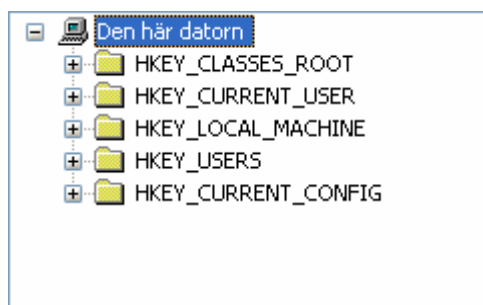 Den här datorn
HKEY_CLASSES_ROOT
HKEY_CURRENT_USER
HKEY_LOCAL_MACHINE
HKEY_USERS
HKEY_CURRENT_CONFIG